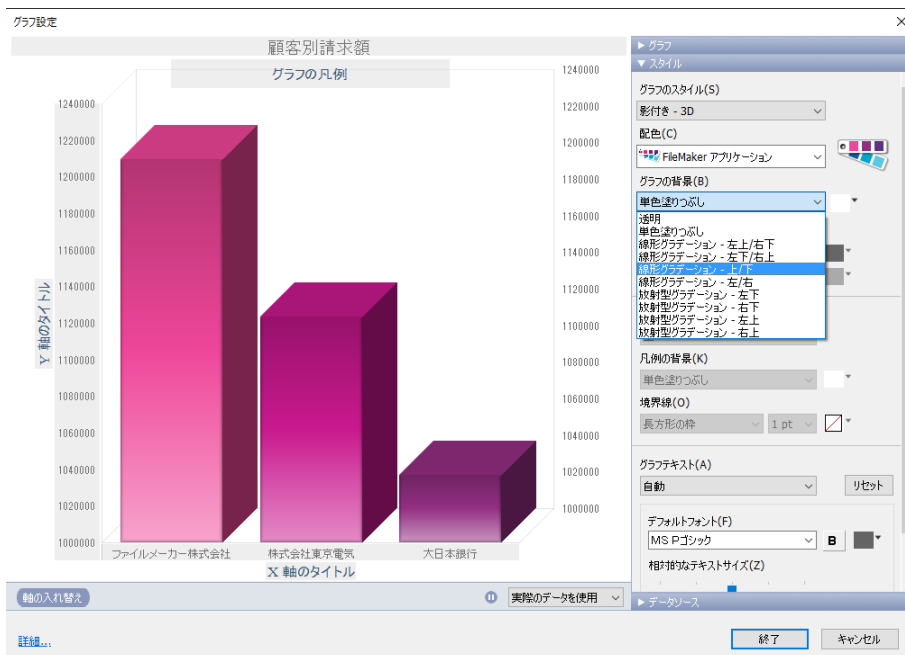 グラフ設定
顧客別請求額
グラフの凡例
1240000
1220000
1200000
1180000
1160000
1140000
1120000
1100000
1080000
1060000
1040000
1020000
1000000
Y 軸のタイトル
1240000
1220000
1200000
1180000
1160000
1140000
1120000
1100000
1080000
1060000
1040000
1020000
1000000
ファイルメーカー株式会社 株式会社東京電気 大日本銀行
X 軸のタイトル
軸の入れ替え
実際のデータを使用
詳細...
▶ グラフ
▼ スタイル
グラフのスタイル(S)
影付き - 3D
配色(C)
FileMaker アプリケーション
グラフの背景(B)
単色塗りつぶし
透明
単色塗りつぶし
線形グラデーション - 左上/右下
線形グラデーション - 左下/右上
線形グラデーション - 上/下
線形グラデーション - 左/右
放射型グラデーション - 左下
放射型グラデーション - 右下
放射型グラデーション - 左上
放射型グラデーション - 右上
凡例の背景(K)
単色塗りつぶし
境界線(O)
長方形の枠 1 pt
グラフテキスト(A)
自動 リセット
デフォルトフォント(F)
MS Pゴシック B
相対的なテキストサイズ(Z)
▶ データソース
終了 キャンセル